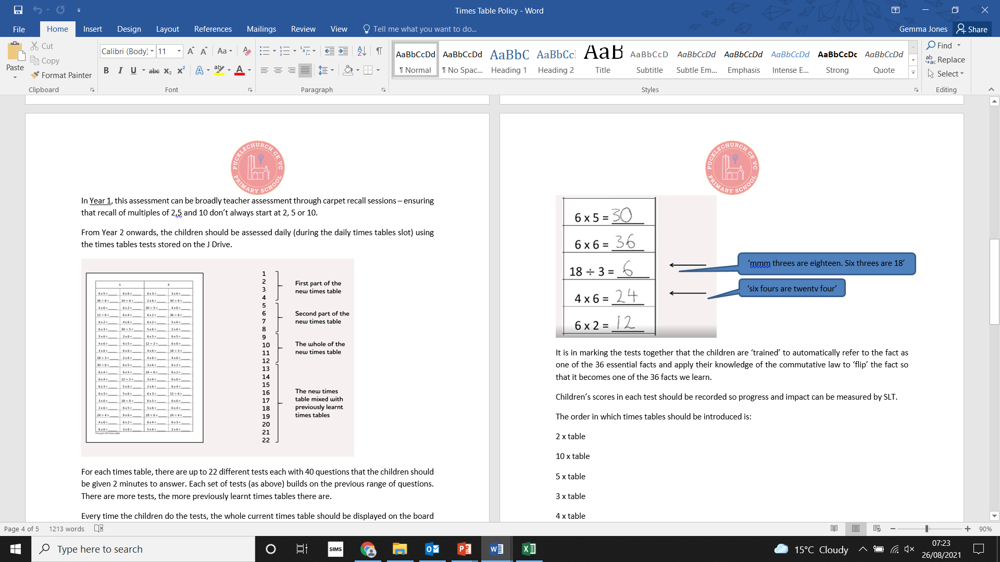 Times Table Policy - Word
File Home Insert Design Layout References Mailings Review View Tell me what you want to do... Gemma Jones Share
Paste
Cut
Copy
Format Painter
Clipboard
Calibri (Body) 11
Font
Paragraph
AaBbCcDd AaBbCcDd AaBbC AaBbCc AaB AaBbCcD AaBbCcDd AaBbCcDd AaBbCcDd AaBbCcDc AaBbCcDd
¶ Normal ¶ No Spac... Heading 1 Heading 2 Title Subtitle Subtle Em... Emphasis Intense E... Strong Quote
Styles
Find
Replace
Select
Editing
PUCKLECHURCH CE VC
PRIMARY SCHOOL
In Year 1, this assessment can be broadly teacher assessment through carpet recall sessions – ensuring
that recall of multiples of 2,5 and 10 don't always start at 2, 5 or 10.
From Year 2 onwards, the children should be assessed daily (during the daily times tables slot) using
the times tables tests stored on the J Drive.
1
2
3
4
First part of the
new times table
5
6
7
8
Second part of the
new times table
9
10
11
12
The whole of the
new times table
13
14
15
16
17
18
19
20
21
22
The new times
table mixed with
previously learnt
times tables
For each times table, there are up to 22 different tests each with 40 questions that the children should
be given 2 minutes to answer. Each set of tests (as above) builds on the previous range of questions.
There are more tests, the more previously learnt times tables there are.
Every time the children do the tests, the whole current times table should be displayed on the board
PUCKLECHURCH CE VC
PRIMARY SCHOOL
6 x 5 = 30
6 x 6 = 36
18 ÷ 3 = 6
4 x 6 = 24
6 x 2 = 12
'mmm threes are eighteen. Six threes are 18'
'six fours are twenty four'
It is in marking the tests together that the children are 'trained' to automatically refer to the fact as
one of the 36 essential facts and apply their knowledge of the commutative law to 'flip' the fact so
that it becomes one of the 36 facts we learn.
Children's scores in each test should be recorded so progress and impact can be measured by SLT.
The order in which times tables should be introduced is:
2 x table
10 x table
5 x table
3 x table
4 x table
Page 4 of 5 1213 words 90%
Type here to search SIMS 15°C Cloudy 07:23
26/08/2021